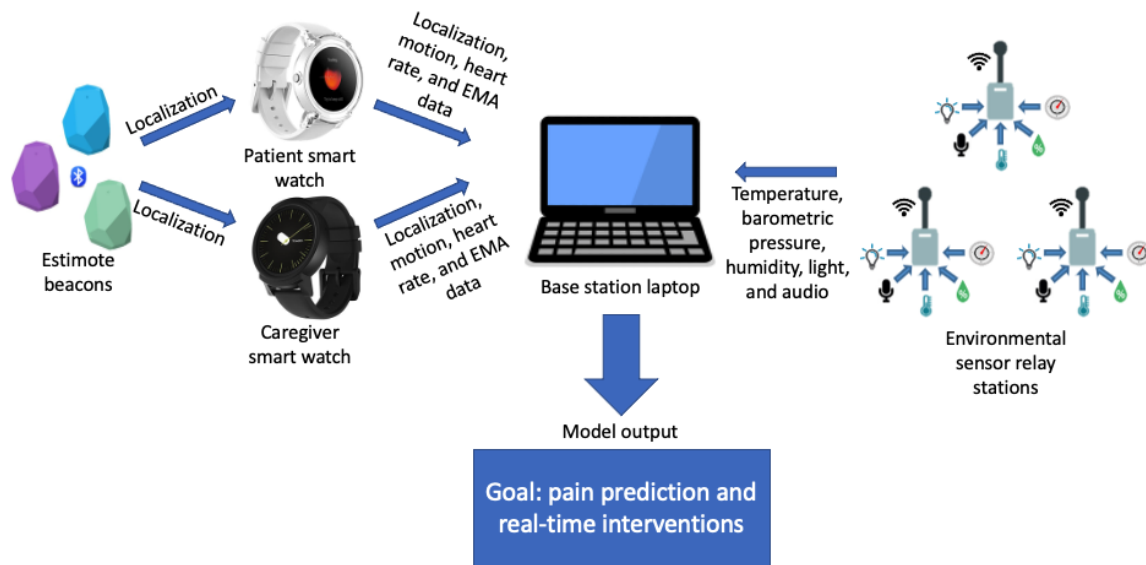 Localization
Localization
Estimote
beacons
Patient smart
watch
Caregiver
smart watch
Localization,
motion, heart
rate, and EMA
data
Localization,
motion, heart
rate, and EMA
data
Base station laptop
Temperature,
barometric
pressure,
humidity, light,
and audio
%
%
%
Environmental
sensor relay
stations
Model output
Goal: pain prediction and
real-time interventions